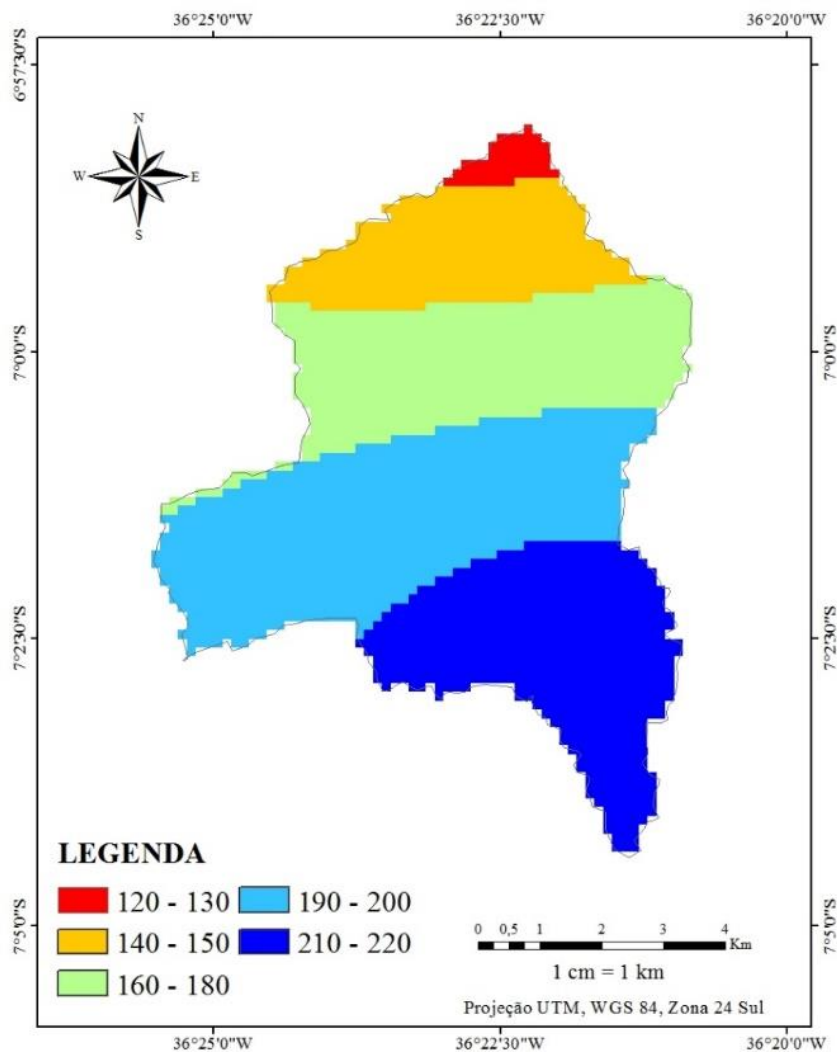 36°25'0"W 36°22'30"W 36°20'0"W
6°57'30"S
7°0'0"S
7°2'30"S
7°5'0"S
6°57'30"S
7°0'0"S
7°2'30"S
7°5'0"S
N
W E
S
LEGENDA
120 - 130 190 - 200
140 - 150 210 - 220
160 - 180
0 0,5 1 2 3 4
Km
1 cm = 1 km
Projeção UTM, WGS 84, Zona 24 Sul
36°25'0"W 36°22'30"W 36°20'0"W